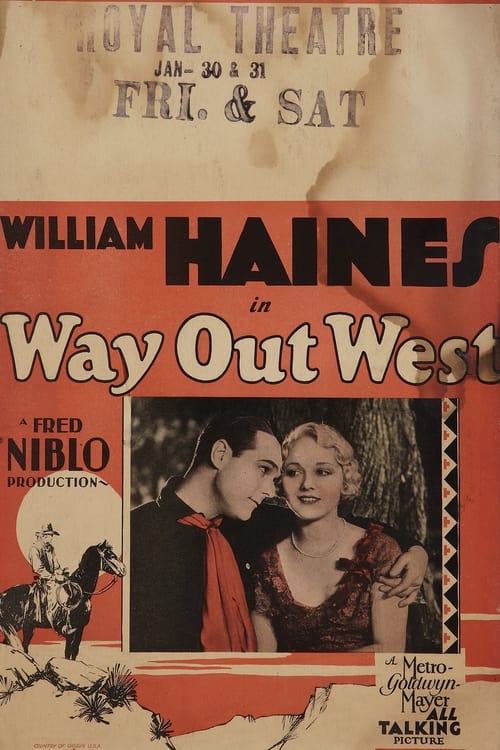 ROYAL THEATRE
JAN- 30 & 31
FRI. & SAT
WILLIAM HAINES
in
Way Out West
A FRED
NIBLO
PRODUCTION
A Metro-
Goldwyn-
Mayer
ALL
TALKING
PICTURE
COUNTRY OF ORIGIN U.S.A.